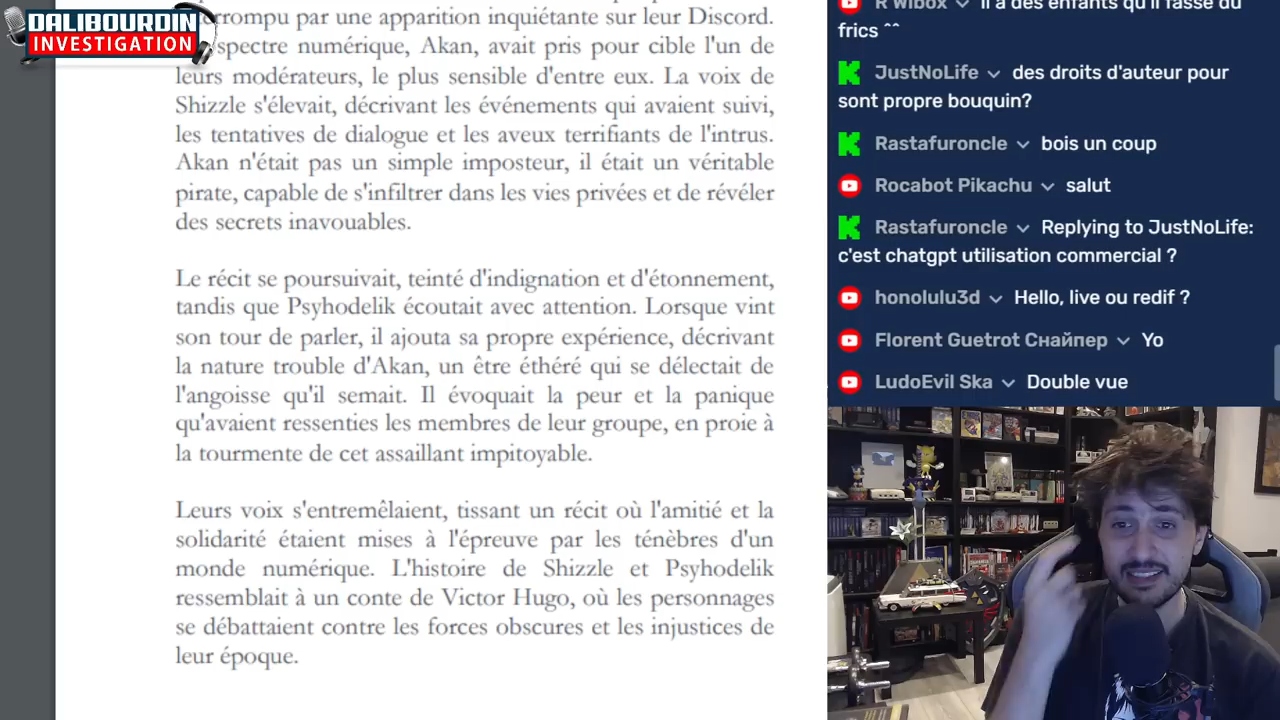 DALIBOURDIN
INVESTIGATION
par une apparition inquiétante sur leur Discord.
spectre numérique, Akan, avait pris pour cible l'un de
leurs modérateurs, le plus sensible d'entre eux. La voix de
Shizzle s'élevait, décrivant les événements qui avaient suivi,
les tentatives de dialogue et les aveux terrifiants de l'intrus.
Akan n'était pas un simple imposteur, il était un véritable
pirate, capable de s'infiltrer dans les vies privées et de révéler
des secrets inavouables.
Le récit se poursuivait, teinté d'indignation et d'étonnement,
tandis que Psyhodelik écoutait avec attention. Lorsque vint
son tour de parler, il ajouta sa propre expérience, décrivant
la nature trouble d'Akan, un être éthéré qui se délectait de
l'angoisse qu'il semait. Il évoquait la peur et la panique
qu'avaient ressenties les membres de leur groupe, en proie à
la tourmente de cet assaillant impitoyable.
Leurs voix s'entremêlaient, tissant un récit où l'amitié et la
solidarité étaient mises à l'épreuve par les ténèbres d'un
monde numérique. L'histoire de Shizzle et Psyhodelik
ressemblait à un conte de Victor Hugo, où les personnages
se débattaient contre les forces obscures et les injustices de
leur époque.
R Wibox il a des enfants qu'il fasse du
frics ^^
JustNoLife des droits d'auteur pour
sont propre bouquin?
Rastafuroncle bois un coup
Rocabot Pikachu salut
Rastafuroncle Replying to JustNoLife:
c'est chatgpt utilisation commercial ?
honolulu3d Hello, live ou redif ?
Florent Guetrot Снайпер Yo
LudoEvil Ska Double vue